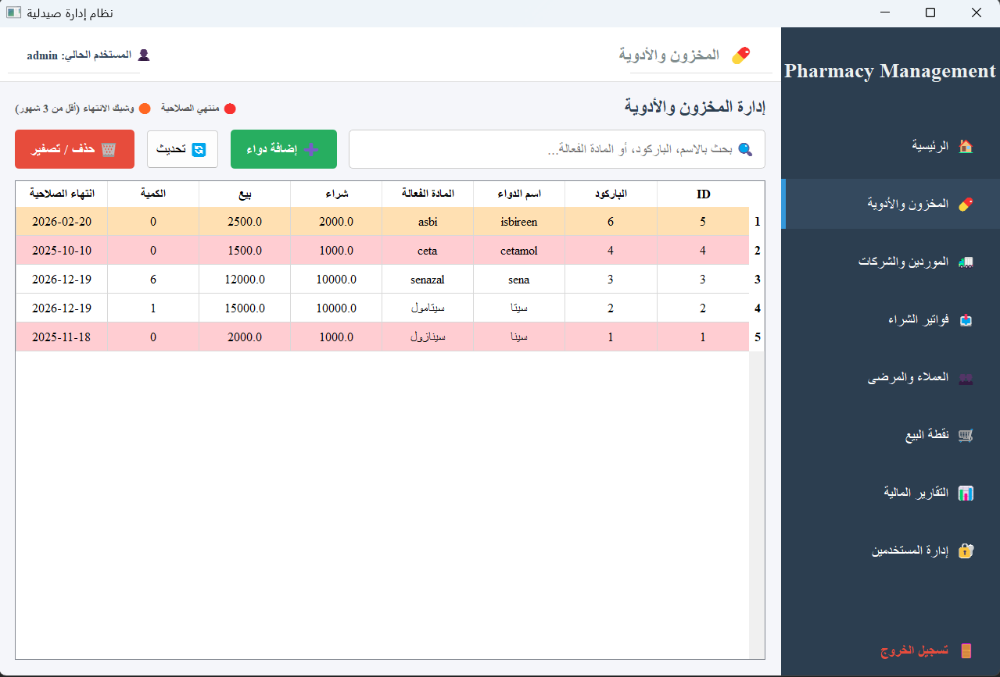 نظام إدارة صيدلية
Pharmacy Management
الرئيسية
المخزون والأدوية
الموردين والشركات
فواتير الشراء
العملاء والمرضى
نقطة البيع
التقارير المالية
إدارة المستخدمين
تسجيل الخروج
المخزون والأدوية
المستخدم الحالي: admin
إدارة المخزون والأدوية
منتهي الصلاحية
وشيك الانتهاء (أقل من 3 شهور)
بحث بالاسم، الباركود، أو المادة الفعالة...
إضافة دواء
تحديث
حذف / تصفير
ID الباركود اسم الدواء المادة الفعالة شراء بيع الكمية انتهاء الصلاحية
1 5 6 isbireen asbi 2000.0 2500.0 0 2026-02-20
2 4 4 cetamol ceta 1000.0 1500.0 0 2025-10-10
3 3 3 sena senazal 10000.0 12000.0 6 2026-12-19
4 2 2 سيتا سيتامول 10000.0 15000.0 1 2026-12-19
5 1 1 سينا سينازول 1000.0 2000.0 0 2025-11-18